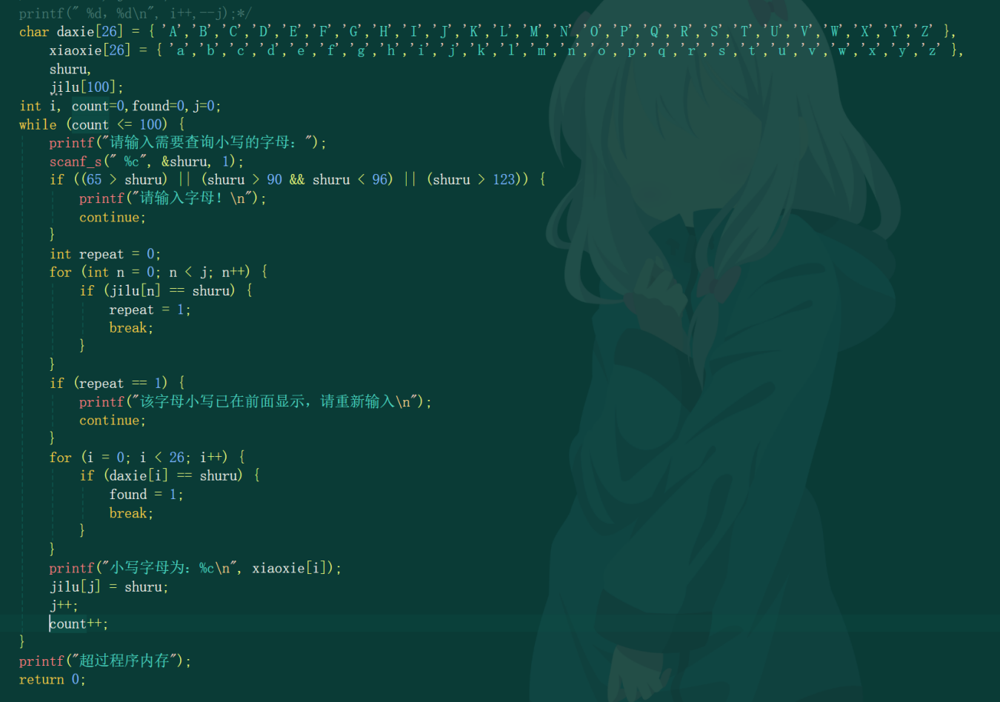 printf(" %d, %d\n", i++,--j);*/
char daxie[26] = { 'A','B','C','D','E','F','G','H','I','J','K','L','M','N','O','P','Q','R','S','T','U','V','W','X','Y','Z' },
xiaoxie[26] = { 'a','b','c','d','e','f','g','h','i','j','k','l','m','n','o','p','q','r','s','t','u','v','w','x','y','z' },
shuru,
jilu[100];
int i, count=0,found=0,j=0;
while (count <= 100) {
printf("请输入需要查询小写的字母：");
scanf_s(" %c", &shuru, 1);
if ((65 > shuru) || (shuru > 90 && shuru < 96) || (shuru > 123)) {
printf("请输入字母！\n");
continue;
}
int repeat = 0;
for (int n = 0; n < j; n++) {
if (jilu[n] == shuru) {
repeat = 1;
break;
}
}
if (repeat == 1) {
printf("该字母小写已在前面显示，请重新输入\n");
continue;
}
for (i = 0; i < 26; i++) {
if (daxie[i] == shuru) {
found = 1;
break;
}
}
printf("小写字母为：%c\n", xiaoxie[i]);
jilu[j] = shuru;
j++;
count++;
}
printf("超过程序内存");
return 0;